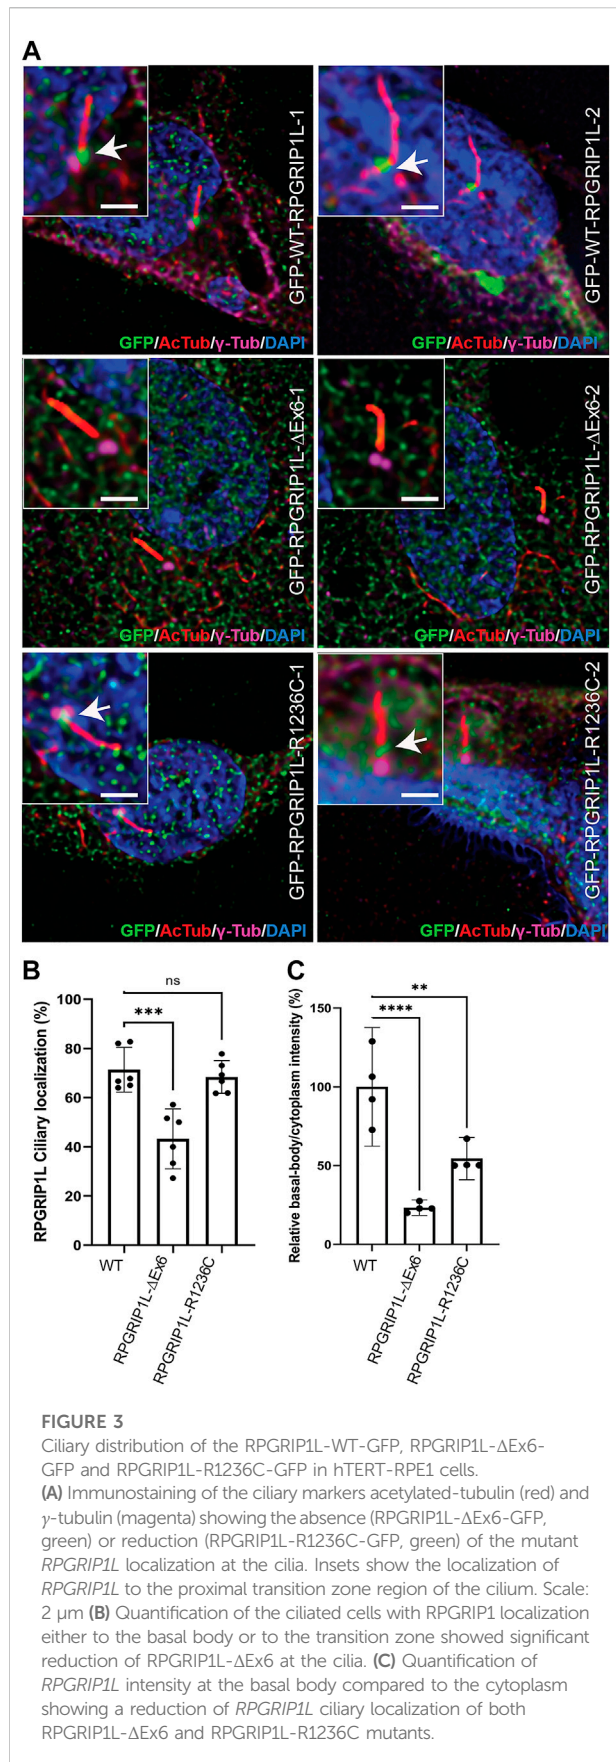 A
GFP-WT-RPGRIP1L-1
GFP/AcTub/γ-Tub/DAPI
GFP-WT-RPGRIP1L-2
GFP/AcTub/γ-Tub/DAPI
GFP-RPGRIP1L-ΔEx6-1
GFP/AcTub/γ-Tub/DAPI
GFP-RPGRIP1L-ΔEx6-2
GFP/AcTub/γ-Tub/DAPI
GFP-RPGRIP1L-R1236C-1
GFP/AcTub/γ-Tub/DAPI
GFP-RPGRIP1L-R1236C-2
GFP/AcTub/γ-Tub/DAPI
B
RPGRIP1L Ciliary localization (%)
100
80
60
40
20
0
ns
***
WT
RPGRIP1L-ΔEx6
RPGRIP1L-R1236C
C
Relative basal-body/cytoplasm intensity (%)
150
100
50
0
**
****
WT
RPGRIP1L-ΔEx6
RPGRIP1L-R1236C
FIGURE 3
Ciliary distribution of the RPGRIP1L-WT-GFP, RPGRIP1L-ΔEx6-
GFP and RPGRIP1L-R1236C-GFP in hTERT-RPE1 cells.
(A) Immunostaining of the ciliary markers acetylated-tubulin (red) and
γ-tubulin (magenta) showing the absence (RPGRIP1L-ΔEx6-GFP,
green) or reduction (RPGRIP1L-R1236C-GFP, green) of the mutant
RPGRIP1L localization at the cilia. Insets show the localization of
RPGRIP1L to the proximal transition zone region of the cilium. Scale:
2 µm (B) Quantification of the ciliated cells with RPGRIP1 localization
either to the basal body or to the transition zone showed significant
reduction of RPGRIP1L-ΔEx6 at the cilia. (C) Quantification of
RPGRIP1L intensity at the basal body compared to the cytoplasm
showing a reduction of RPGRIP1L ciliary localization of both
RPGRIP1L-ΔEx6 and RPGRIP1L-R1236C mutants.